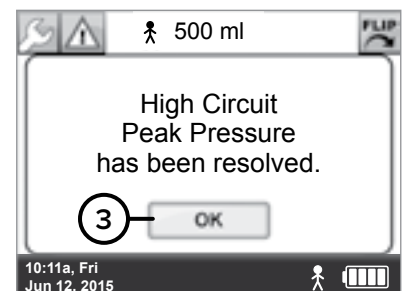 500 ml
FLIP
High Circuit
Peak Pressure
has been resolved.
3
OK
10:11a, Fri
Jun 12, 2015